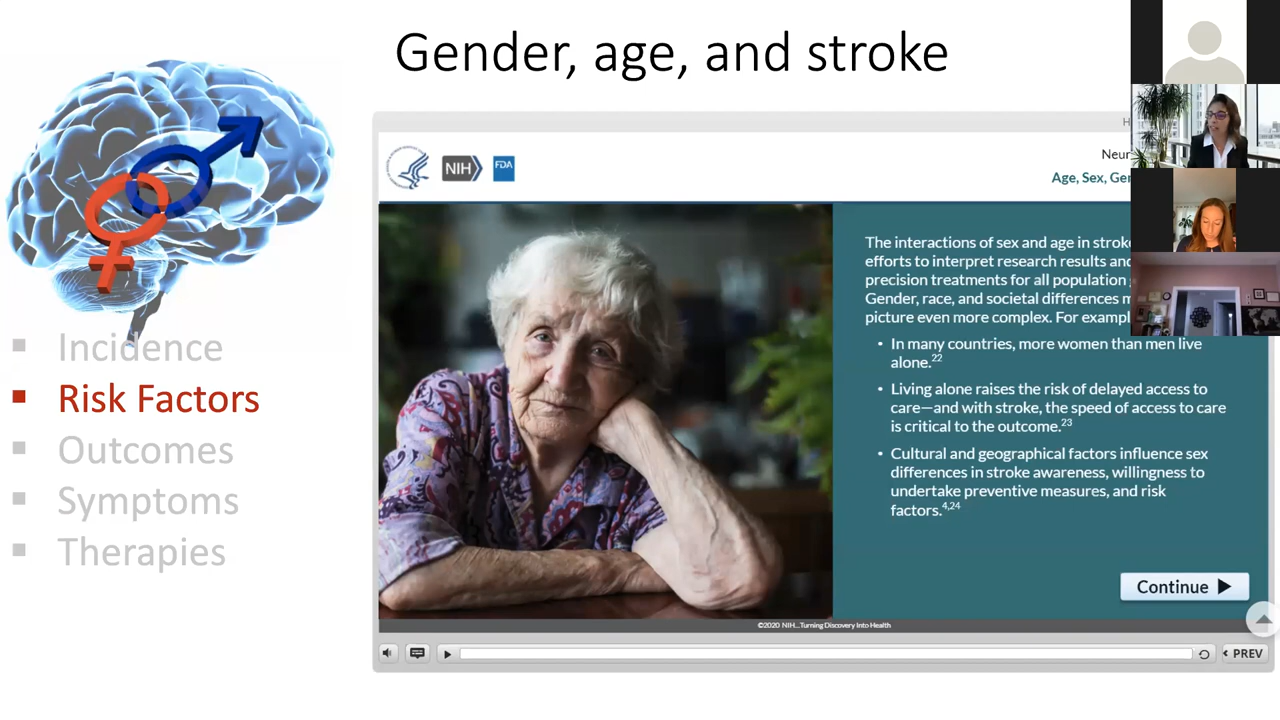 Gender, age, and stroke
Incidence
Risk Factors
Outcomes
Symptoms
Therapies
NIH
FDA
Age, Sex,
The interactions of sex and age in
efforts to interpret research results
precision treatments for all population
Gender, race, and societal differences
picture even more complex. For
• In many countries, more women than men live
alone.22
• Living alone raises the risk of delayed access to
care—and with stroke, the speed of access to care
is critical to the outcome.23
• Cultural and geographical factors influence sex
differences in stroke awareness, willingness to
undertake preventive measures, and risk
factors.4,24
Continue
©2020 NIH...Turning Discovery Into Health
PREV